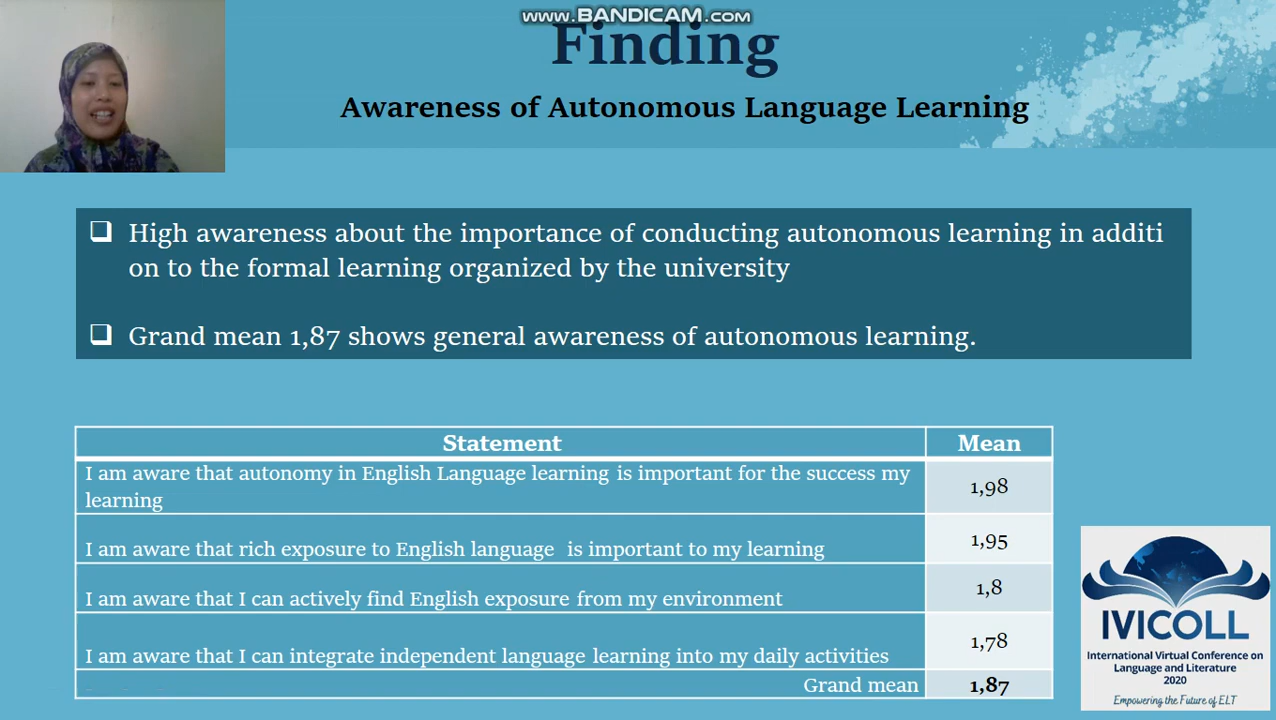 www.BANDICAM.com
Finding
Awareness of Autonomous Language Learning
❑ High awareness about the importance of conducting autonomous learning in additi
on to the formal learning organized by the university
❑ Grand mean 1,87 shows general awareness of autonomous learning.
Statement Mean
I am aware that autonomy in English Language learning is important for the success my
learning 1,98
I am aware that rich exposure to English language is important to my learning 1,95
I am aware that I can actively find English exposure from my environment 1,8
I am aware that I can integrate independent language learning into my daily activities 1,78
Grand mean 1,87
IVICOLL
International Virtual Conference on
Language and Literature
2020
Empowering the Future of ELT